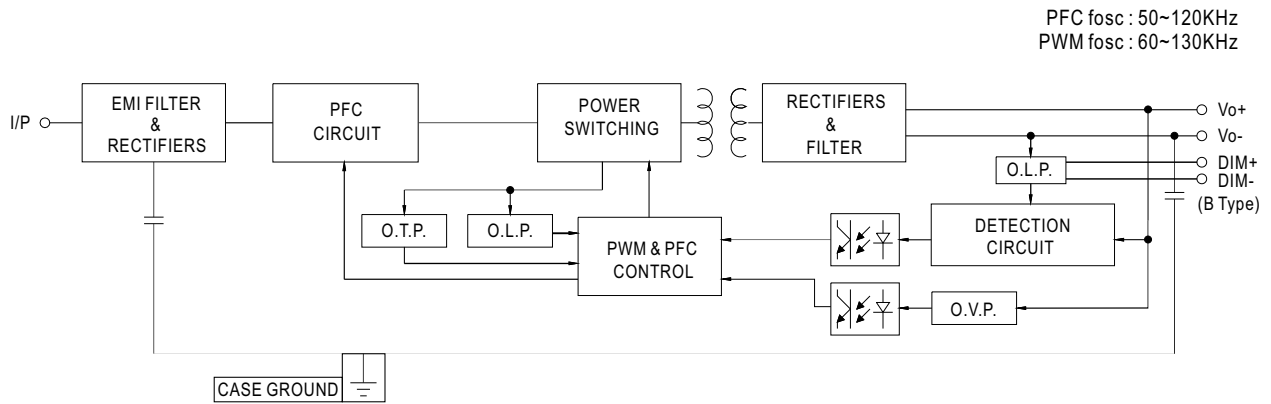 PFC fosc : 50~120KHz
PWM fosc : 60~130KHz
I/P
EMI FILTER
&
RECTIFIERS
PFC
CIRCUIT
POWER
SWITCHING
RECTIFIERS
&
FILTER
Vo+
Vo-
DIM+
DIM-
(B Type)
O.L.P.
O.T.P.
O.L.P.
PWM & PFC
CONTROL
DETECTION
CIRCUIT
O.V.P.
CASE GROUND